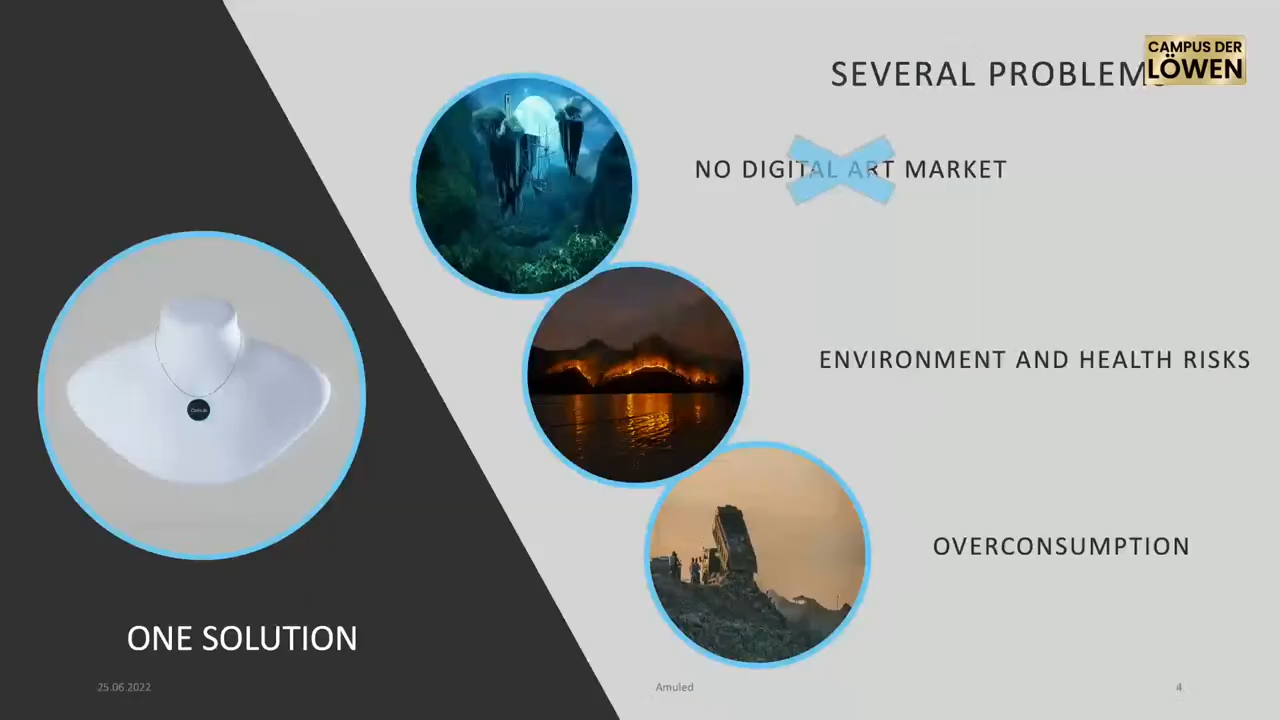 CAMPUS DER
LÖWEN
SEVERAL PROBLEMS
NO DIGITAL ART MARKET
ENVIRONMENT AND HEALTH RISKS
OVERCONSUMPTION
ONE SOLUTION
25.06.2022
Amuled
4